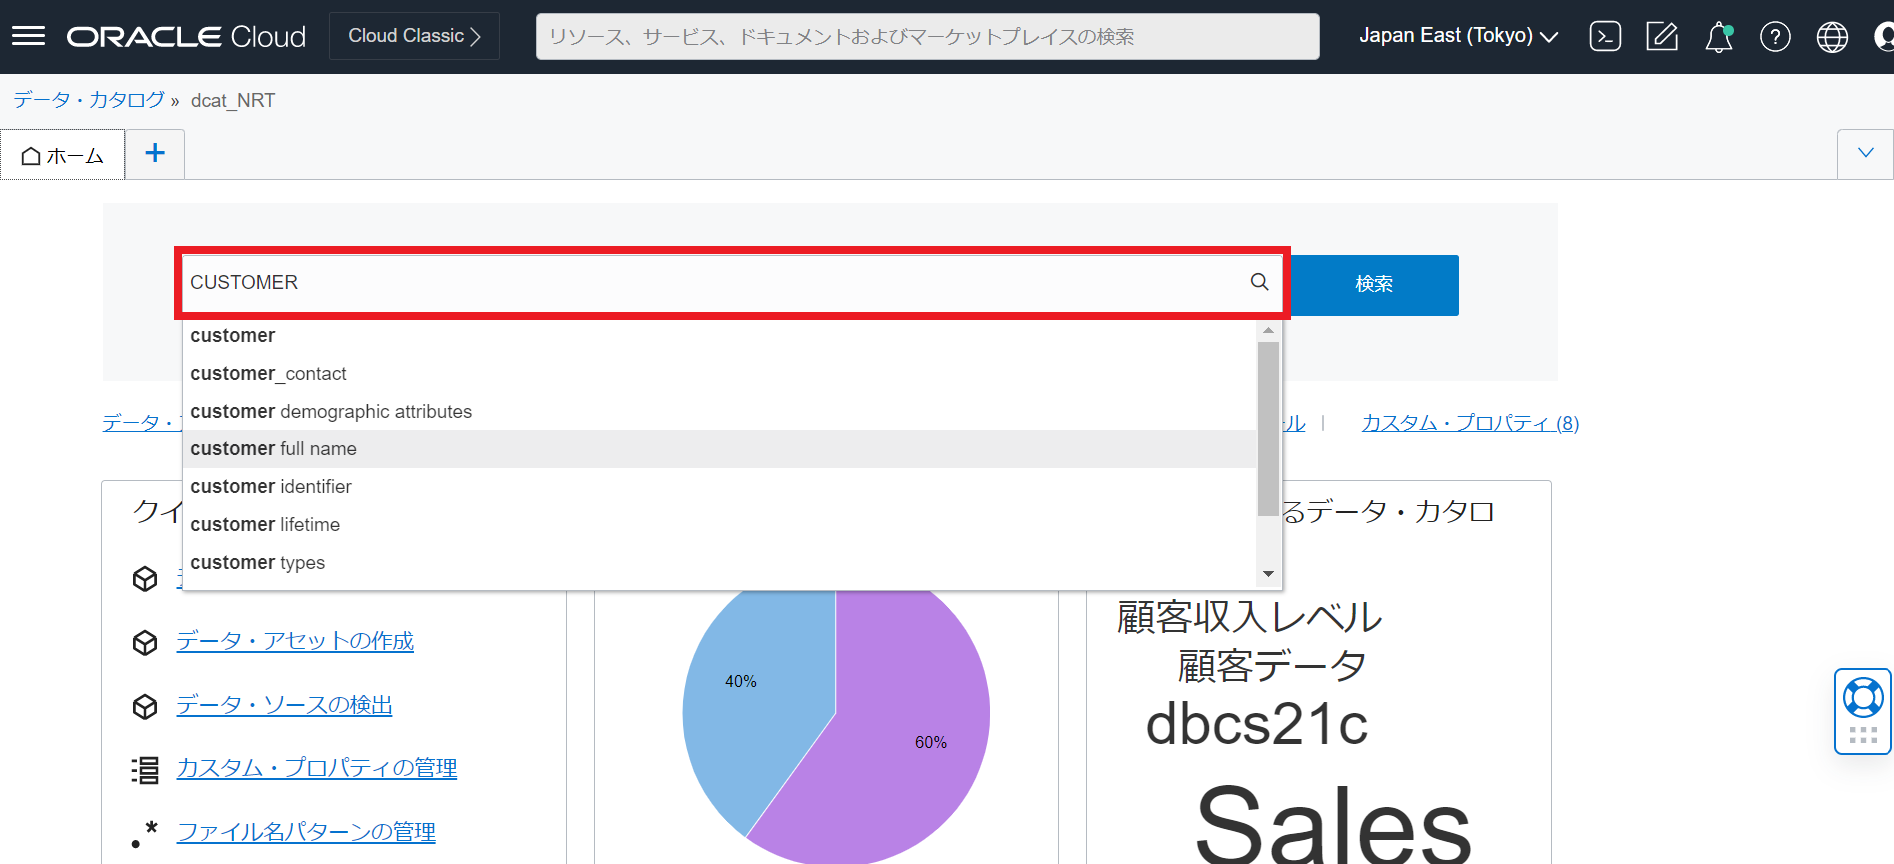 ORACLE Cloud
Cloud Classic
リソース、サービス、ドキュメントおよびマーケットプレイスの検索
Japan East (Tokyo)
データ・カタログ » dcat_NRT
ホーム
+
CUSTOMER
検索
customer
customer_contact
customer demographic attributes
customer full name
customer identifier
customer lifetime
customer types
データ・
ル
カスタム・プロパティ (8)
クイ
データ・アセットの作成
データ・ソースの検出
カスタム・プロパティの管理
ファイル名パターンの管理
40%
60%
るデータ・カタロ
顧客収入レベル
顧客データ
dbcs21c
Sales